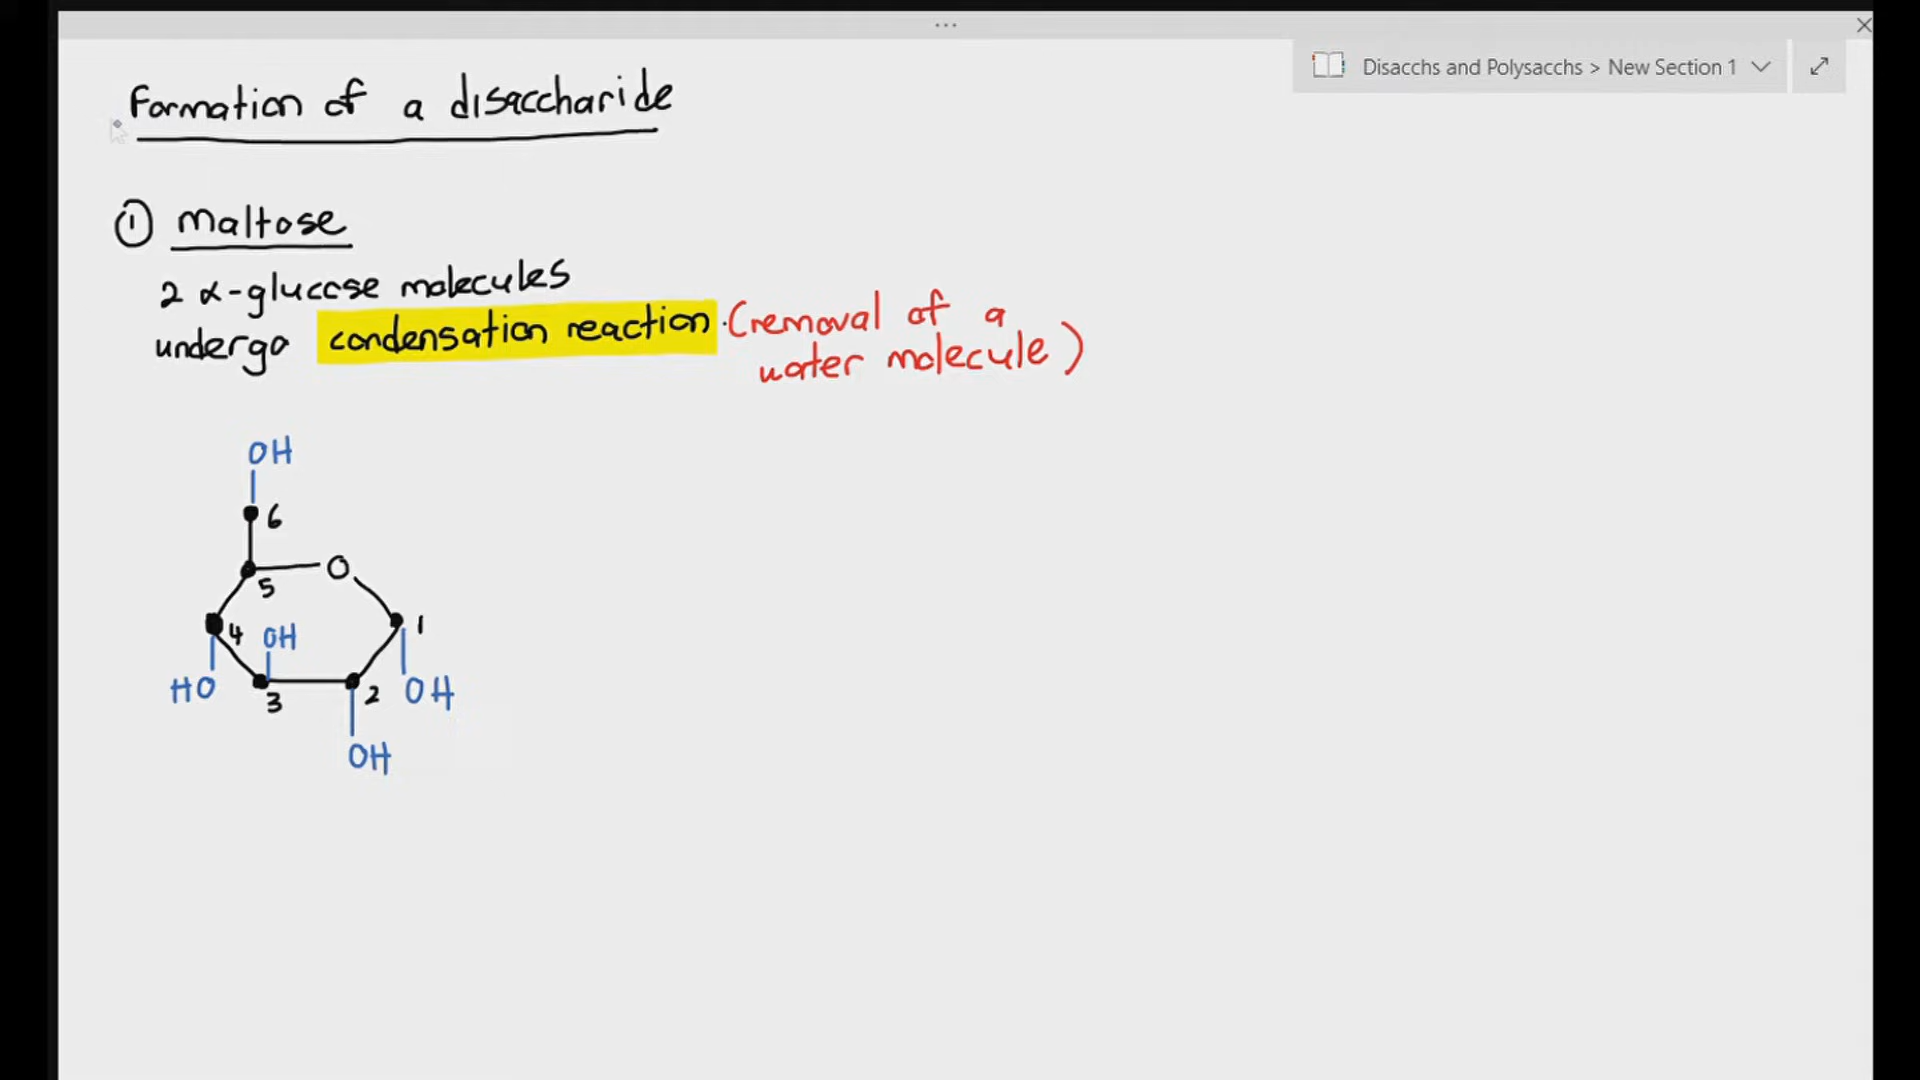 ...
Disacchs and Polysacchs > New Section 1
Formation of a disaccharide
① Maltose
2 α-glucose molecules
undergo condensation reaction. (removal of a
water molecule)
OH
6
5 O
4 OH 1
HO 3 2 OH
OH